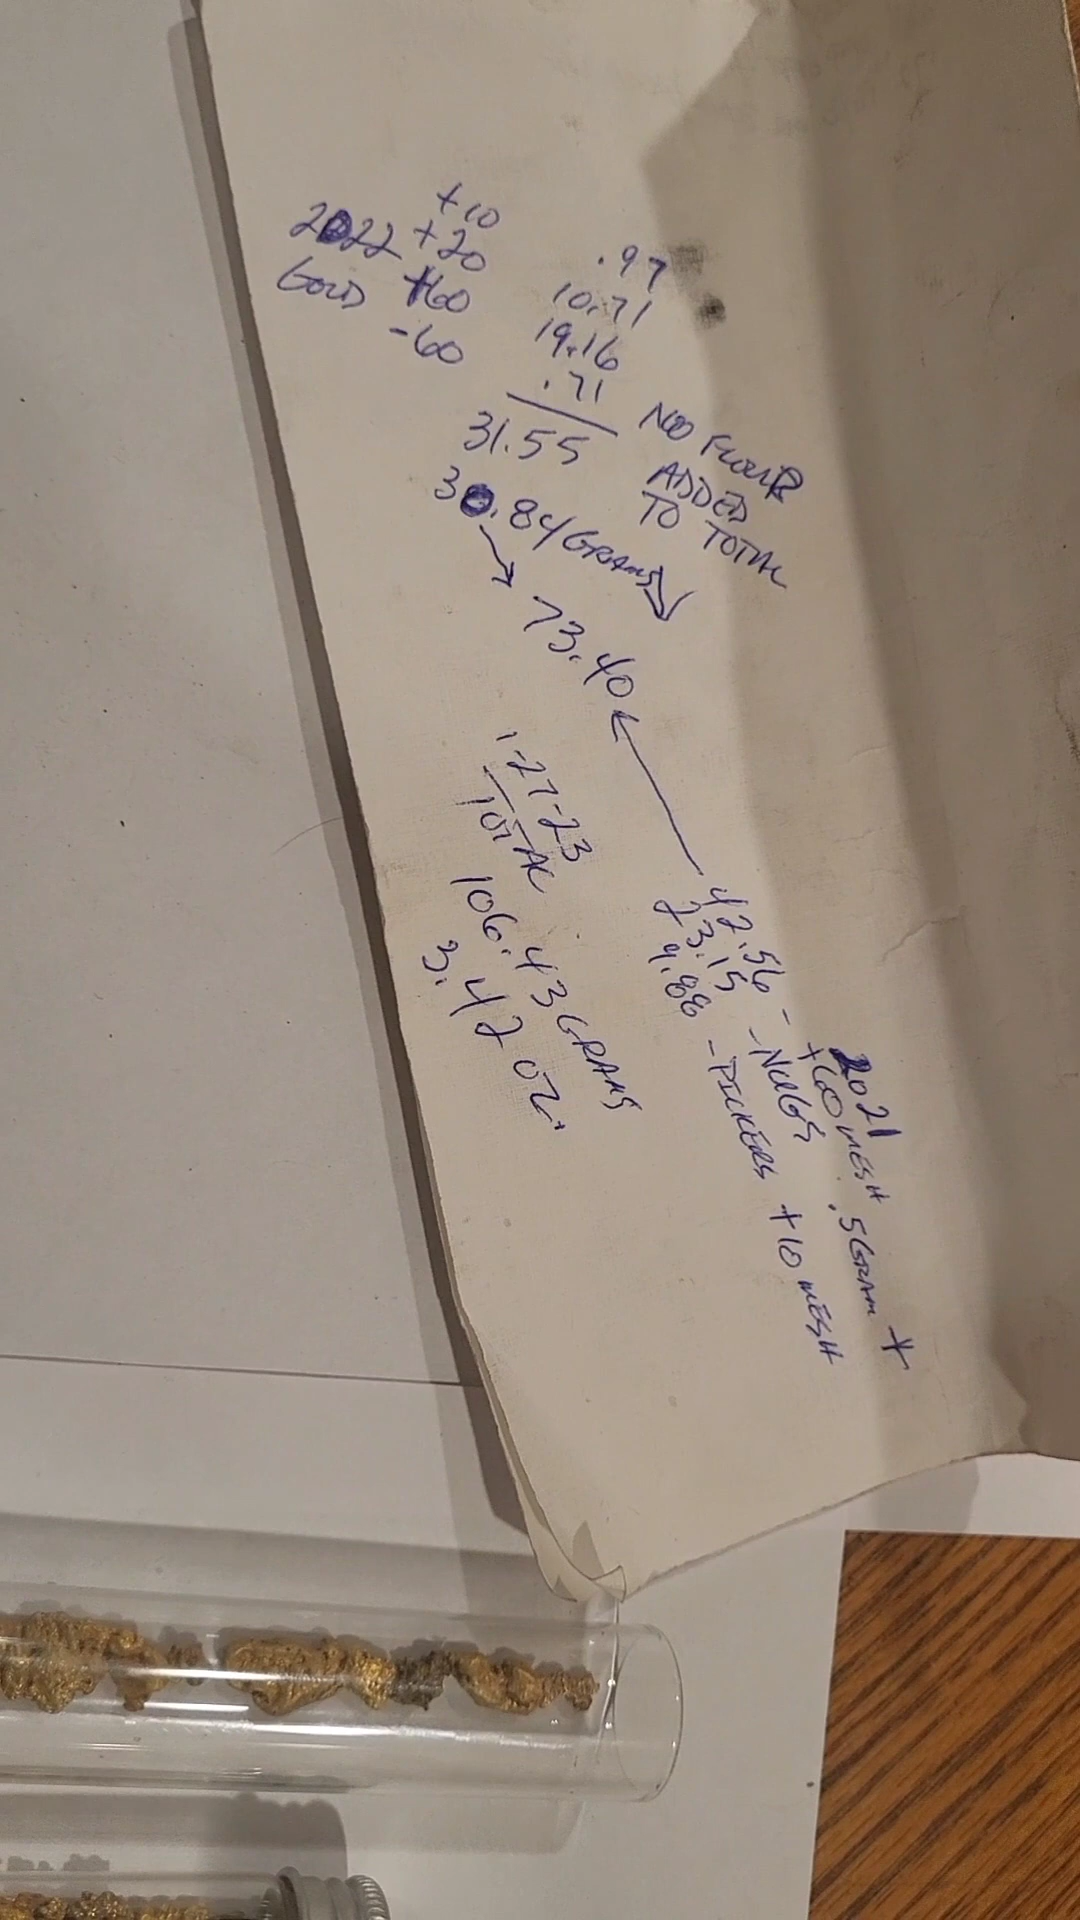 +10 .97
2022 +20 10.71
GOLD +60 19.16
-60 .71
31.55 NO FLOUR
ADDED
TO TOTAL
30.84 GRAMS
73.40
1-27-23
TOTAL
106.43 GRAMS
3.42 OZ.
2021
42.56 - +60 MESH
23.15 - NUGGS .5 GRAM +
9.88 - PICKERS +10 MESH